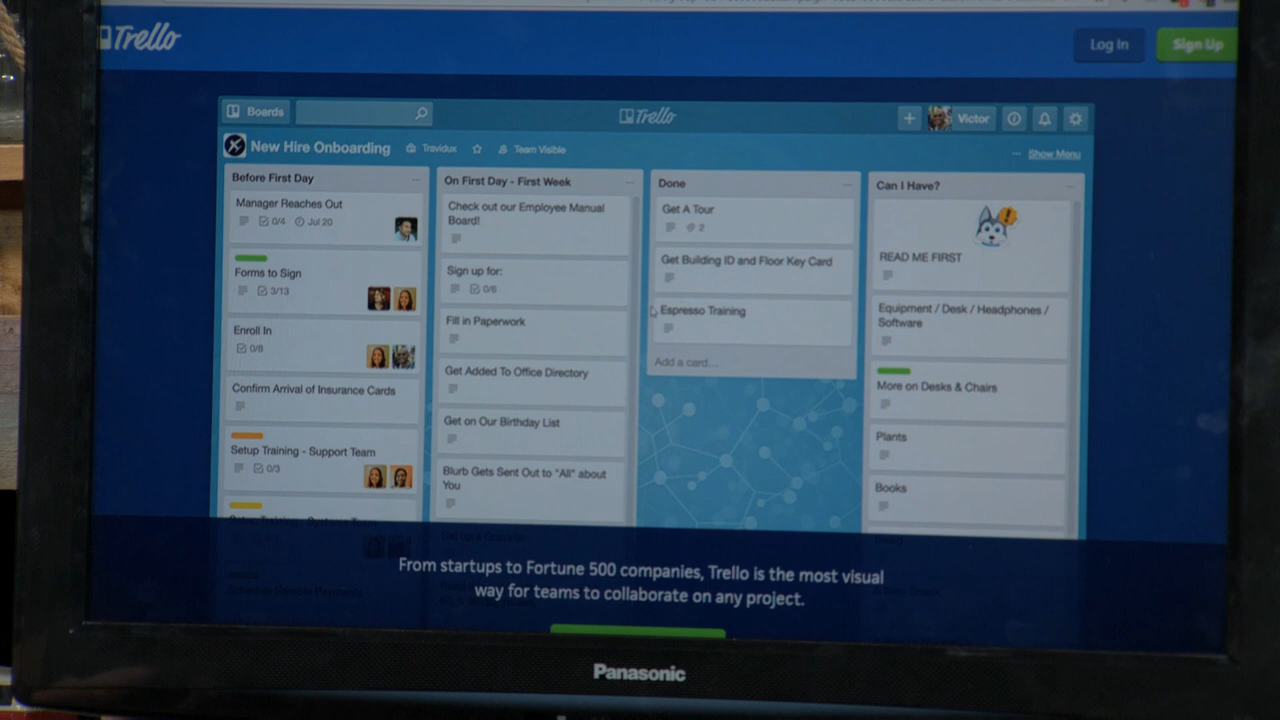 Trello
Log In
Sign Up
Boards
Trello
Victor
New Hire Onboarding
Travidux
Team Visible
Show Menu
Before First Day
Manager Reaches Out
0/4
Jul 20
Forms to Sign
3/13
Enroll In
0/8
Confirm Arrival of Insurance Cards
Setup Training - Support Team
0/3
On First Day - First Week
Check out our Employee Manual
Board!
Sign up for:
0/6
Fill in Paperwork
Get Added To Office Directory
Get on Our Birthday List
Blurb Gets Sent Out to "All" about
You
Done
Get A Tour
2
Get Building ID and Floor Key Card
Espresso Training
Add a card...
Can I Have?
READ ME FIRST
Equipment / Desk / Headphones /
Software
More on Desks & Chairs
Plants
Books
From startups to Fortune 500 companies, Trello is the most visual
way for teams to collaborate on any project.
Panasonic